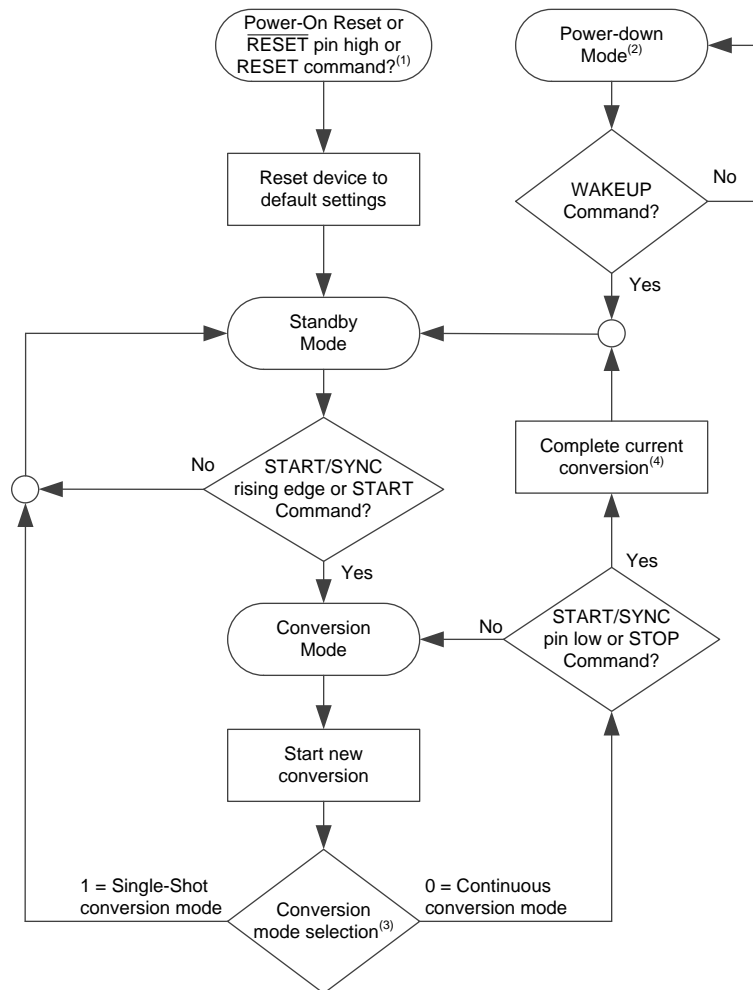 Power-On Reset or
RESET pin high or
RESET command?(1)
Power-down
Mode(2)
Reset device to
default settings
WAKEUP
Command?
No
Yes
Standby
Mode
Complete current
conversion(4)
No
START/SYNC
rising edge or START
Command?
Yes
Yes
START/SYNC
pin low or STOP
Command?
No
Conversion
Mode
Start new
conversion
1 = Single-Shot
conversion mode
0 = Continuous
conversion mode
Conversion
mode selection(3)